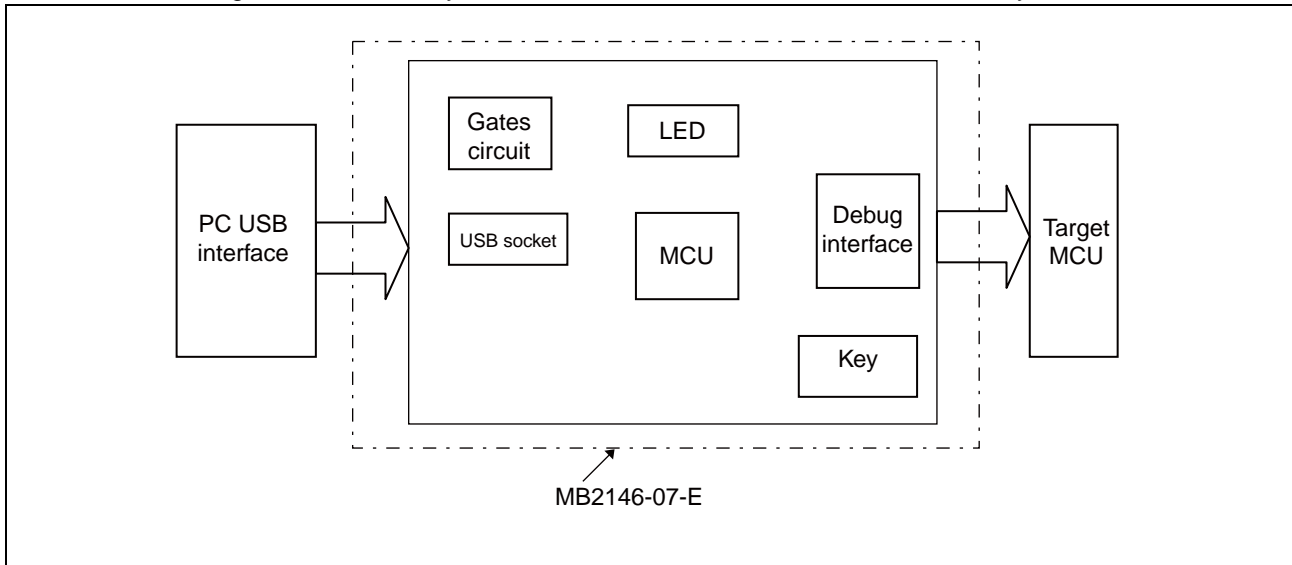 PC USB
interface
Gates
circuit
LED
USB socket
MCU
Debug
interface
Key
Target
MCU
MB2146-07-E